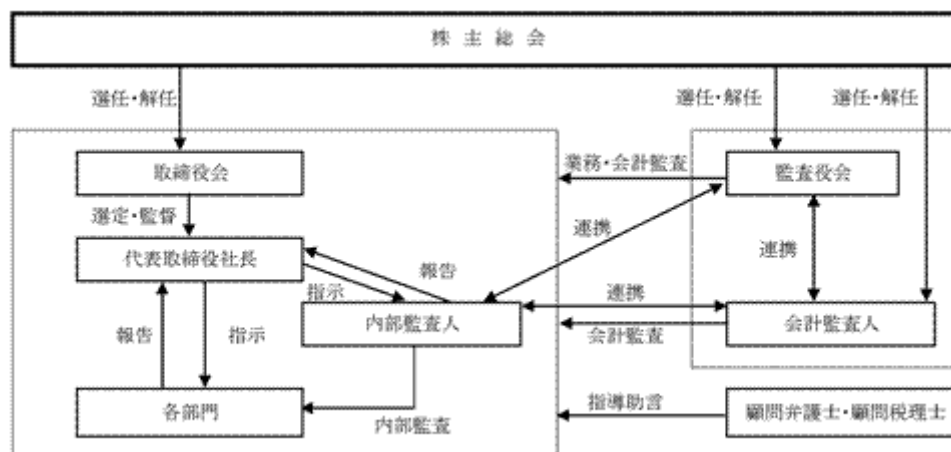 株主総会
選任・解任
選任・解任
選任・解任
取締役会
業務・会計監査
監査役会
選定・監督
連携
連携
代表取締役社長
報告
指示
連携
内部監査人
会計監査人
報告
指示
会計監査
各部門
内部監査
指導助言
顧問弁護士・顧問税理士